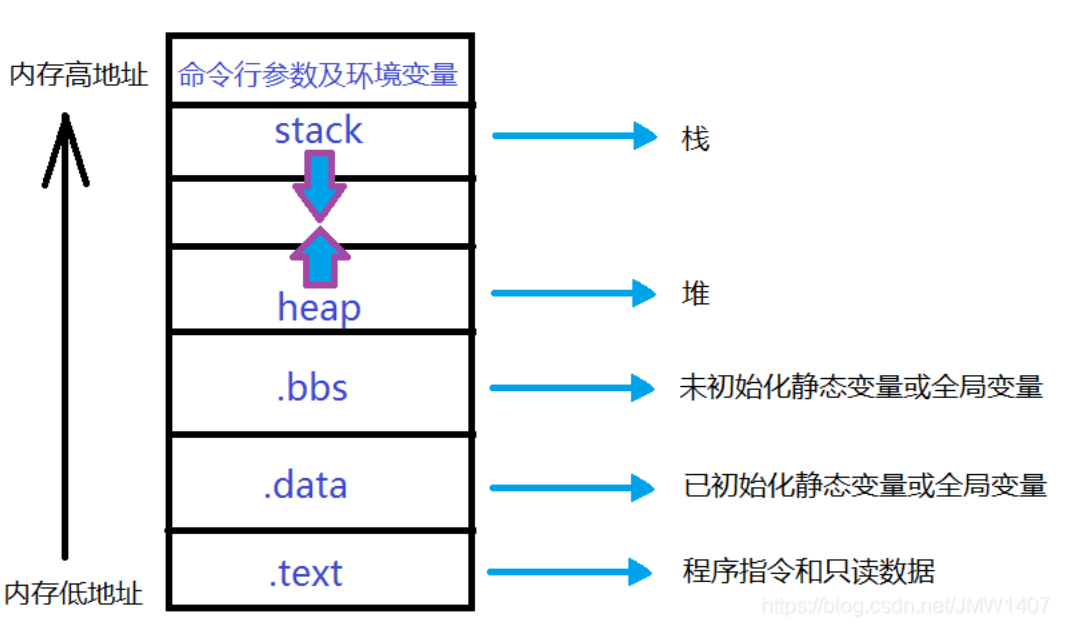 内存高地址
命令行参数及环境变量
stack
栈
heap
堆
.bbs
未初始化静态变量或全局变量
.data
已初始化静态变量或全局变量
内存低地址
.text
程序指令和只读数据
https://blog.csdn.net/JMW1407